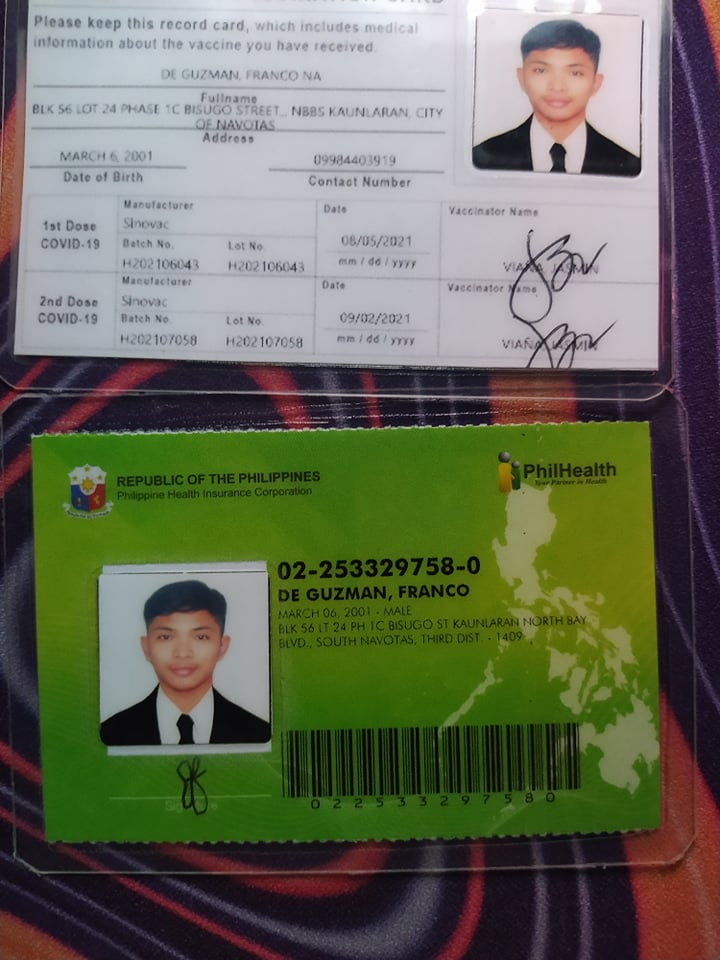 Please keep this record card, which includes medical
information about the vaccine you have received.
DE GUZMAN, FRANCO NA
Fullname
BLK 56 LOT 24 PHASE 1C BISUGO STREET,., NBBS KAUNLARAN, CITY
OF NAVOTAS
Address
MARCH 6, 2001
09984403919
Date of Birth
Contact Number
1st Dose
COVID-19
Manufacturer
Sinovac
Batch No.
Lot No.
H202106043
H202106043
Date
08/05/2021
mm / dd / yyyy
Vaccinator Name
VIAÑA, JASMIN
2nd Dose
COVID-19
Manufacturer
Sinovac
Batch No.
Lot No.
H202107058
H202107058
Date
09/02/2021
mm / dd / yyyy
Vaccinator Name
VIAÑA, JASMIN
REPUBLIC OF THE PHILIPPINES
Philippine Health Insurance Corporation
PhilHealth
Your Partner in Health
02-253329758-0
DE GUZMAN, FRANCO
MARCH 06, 2001 - MALE
BLK 56 LT 24 PH 1C BISUGO ST KAUNLARAN NORTH BAY
BLVD., SOUTH NAVOTAS, THIRD DIST. - 1409
022533297580
Signature